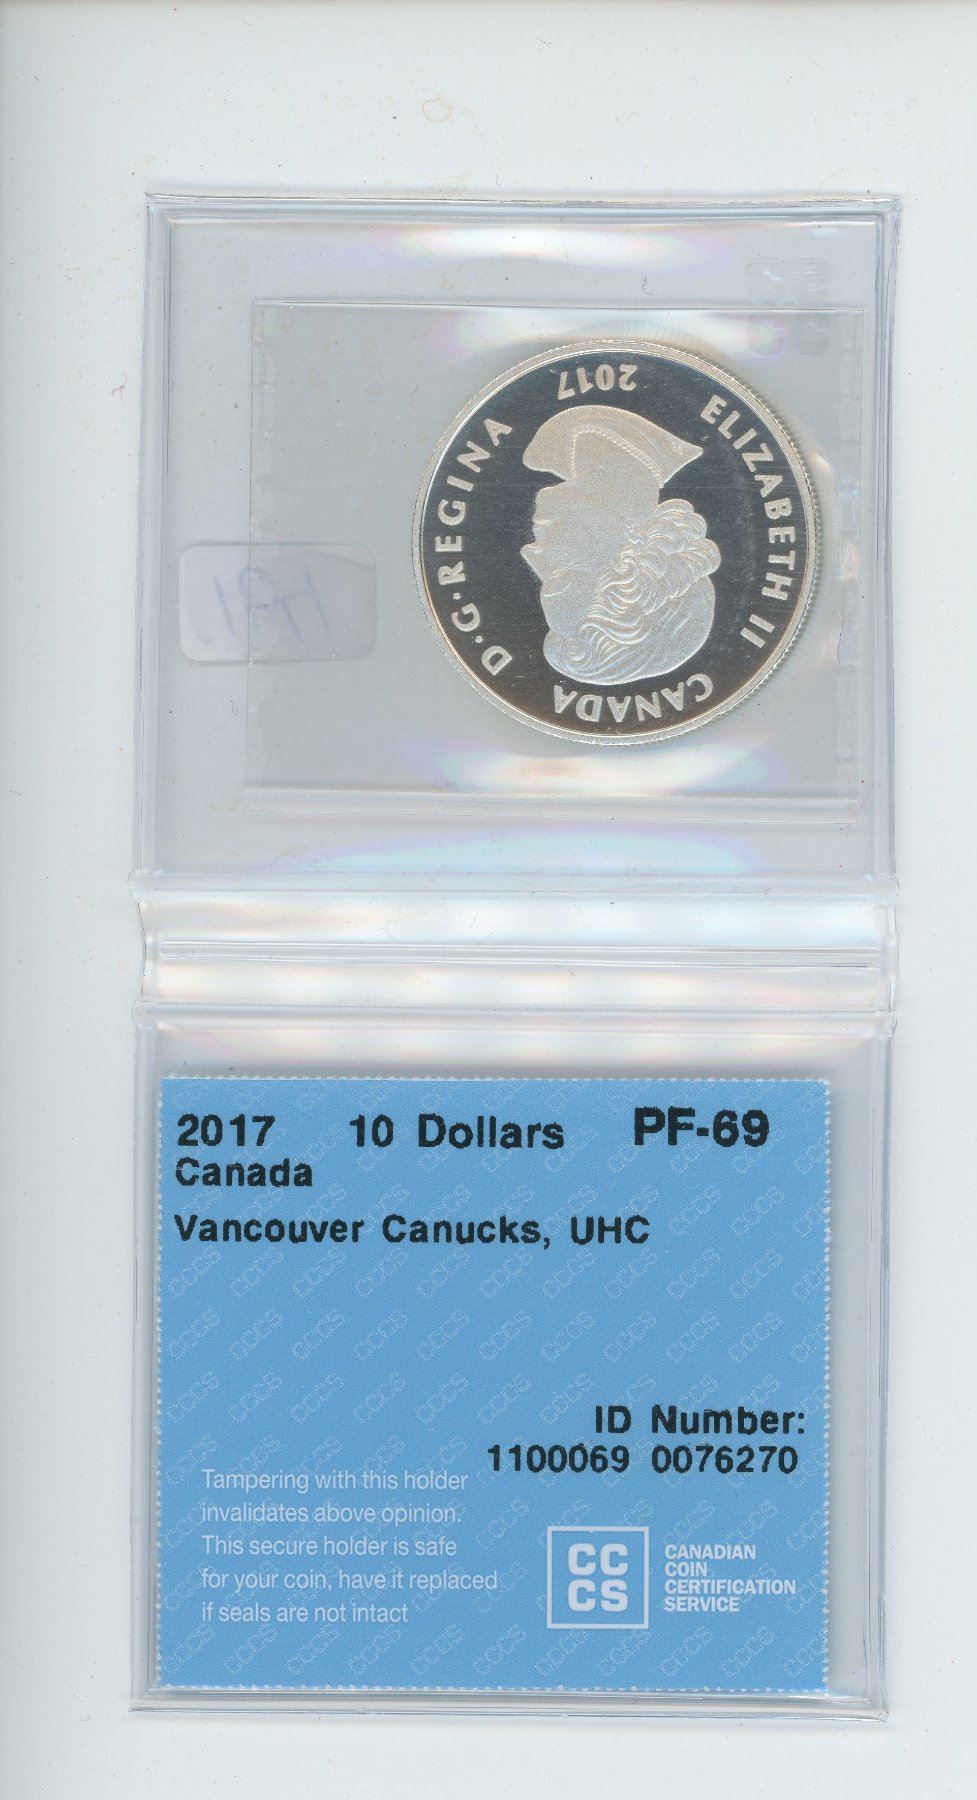 ELIZABETH II
D·G·REGINA
2017
CANADA
2017 10 Dollars PF-69
Canada
Vancouver Canucks, UHC
ID Number:
1100069 0076270
Tampering with this holder
invalidates above opinion.
This secure holder is safe
for your coin, have it replaced
if seals are not intact
CC
CS
CANADIAN
COIN
CERTIFICATION
SERVICE